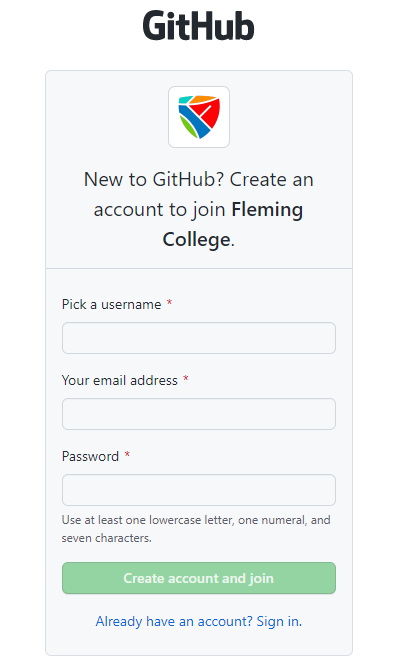 GitHub
New to GitHub? Create an
account to join Fleming
College.
Pick a username *
Your email address *
Password *
Use at least one lowercase letter, one numeral, and
seven characters.
Create account and join
Already have an account? Sign in.